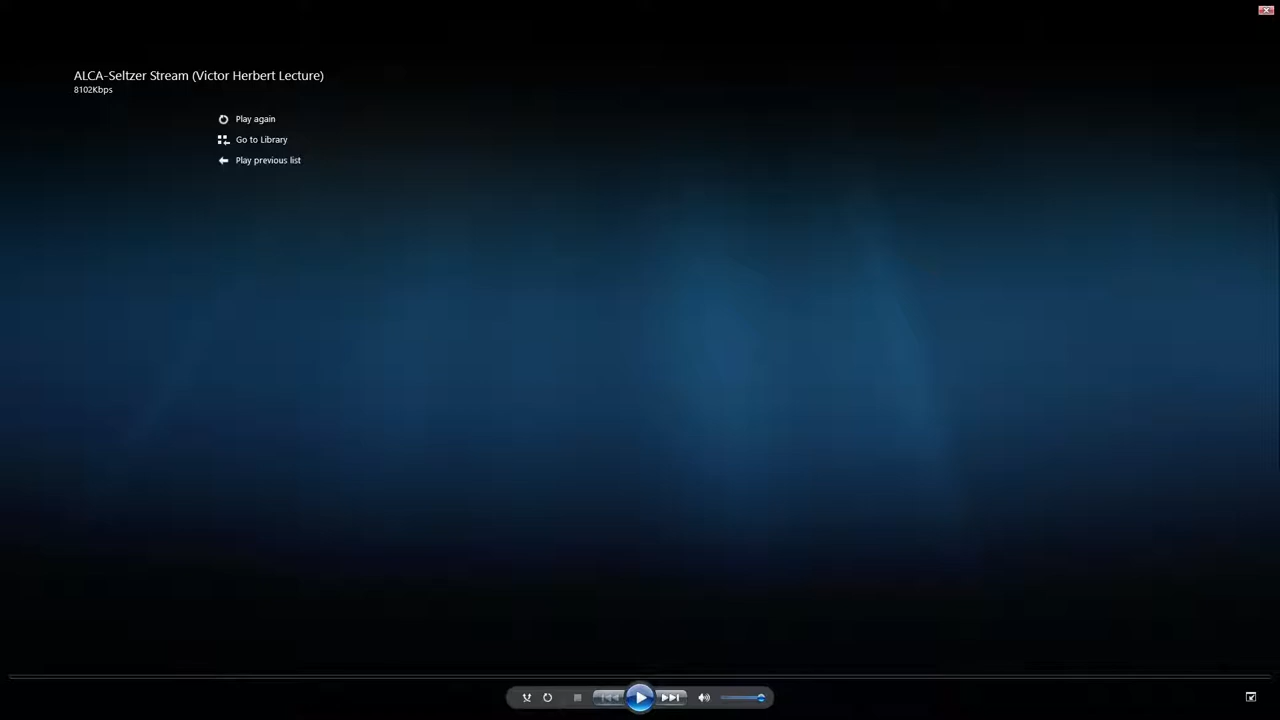 ALCA-Seltzer Stream (Victor Herbert Lecture)
8102Kbps
Play again
Go to Library
Play previous list